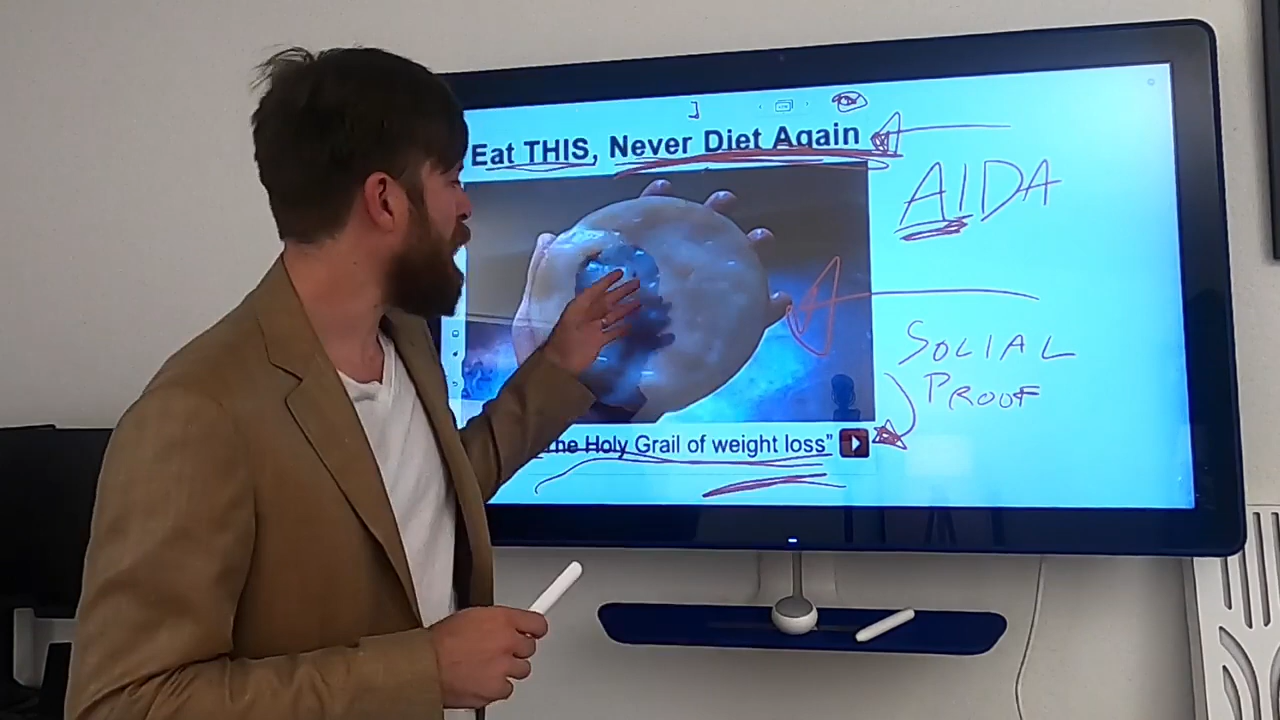 Eat THIS, Never Diet Again
AIDA
SOCIAL
PROOF
The Holy Grail of weight loss”